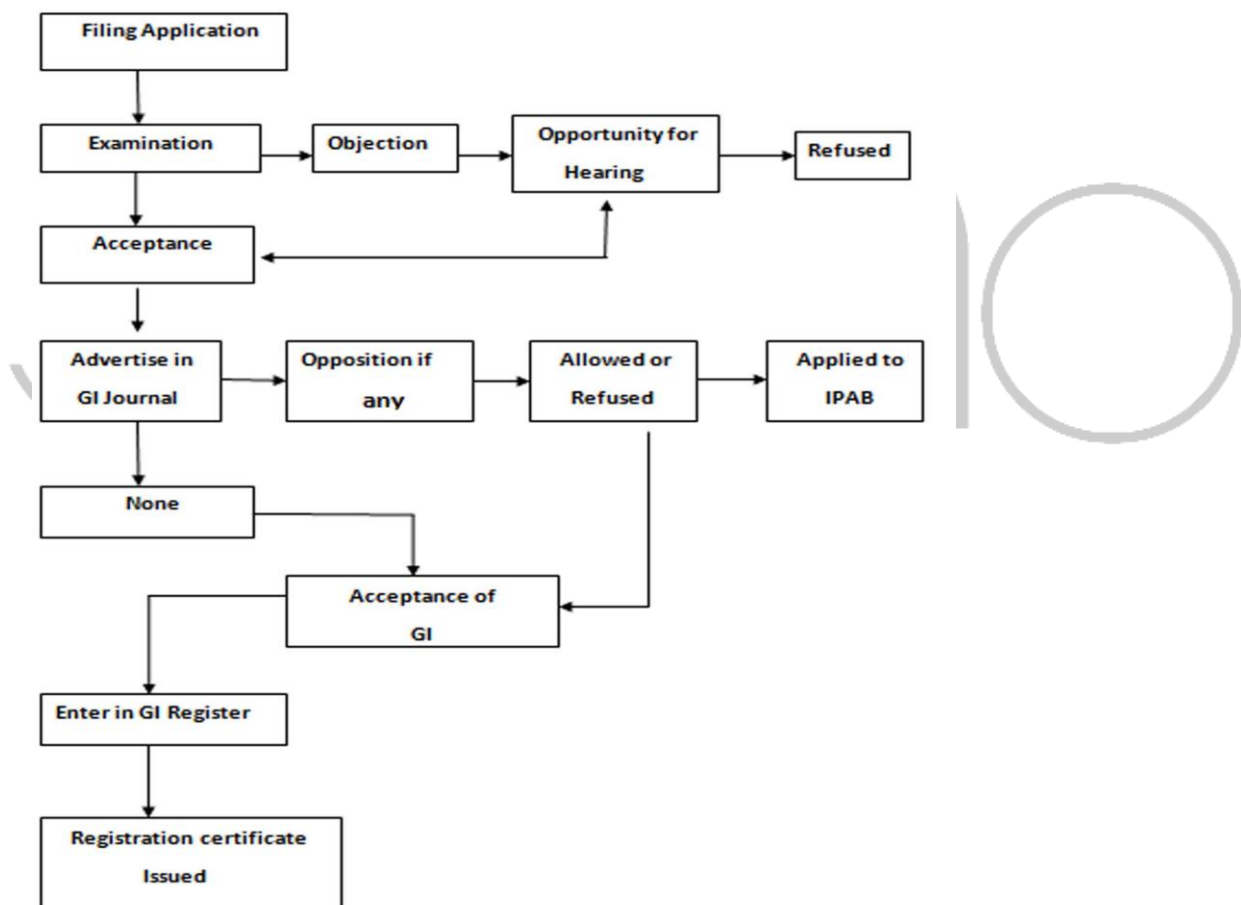 Filing Application
Examination
Objection
Opportunity for
Hearing
Refused
Acceptance
Advertise in
GI Journal
Opposition if
any
Allowed or
Refused
Applied to
IPAB
None
Acceptance of
GI
Enter in GI Register
Registration certificate
Issued